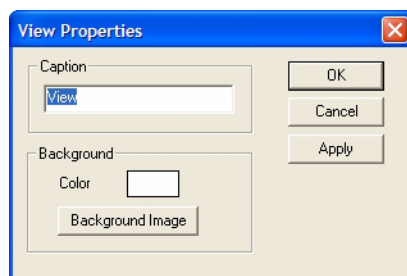 View Properties
Caption
View
OK
Cancel
Apply
Background
Color
Background Image